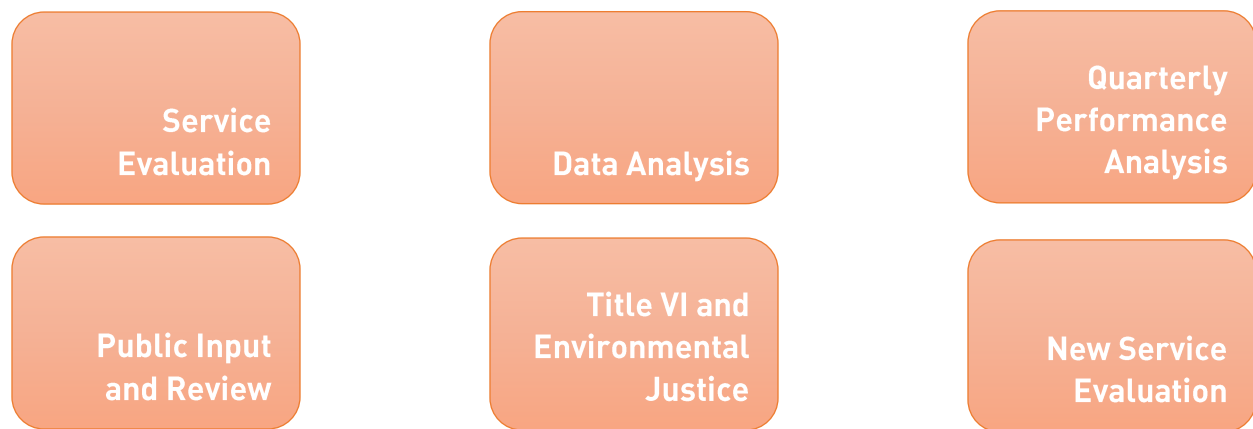 Service
Evaluation
Data Analysis
Quarterly
Performance
Analysis
Public Input
and Review
Title VI and
Environmental
Justice
New Service
Evaluation